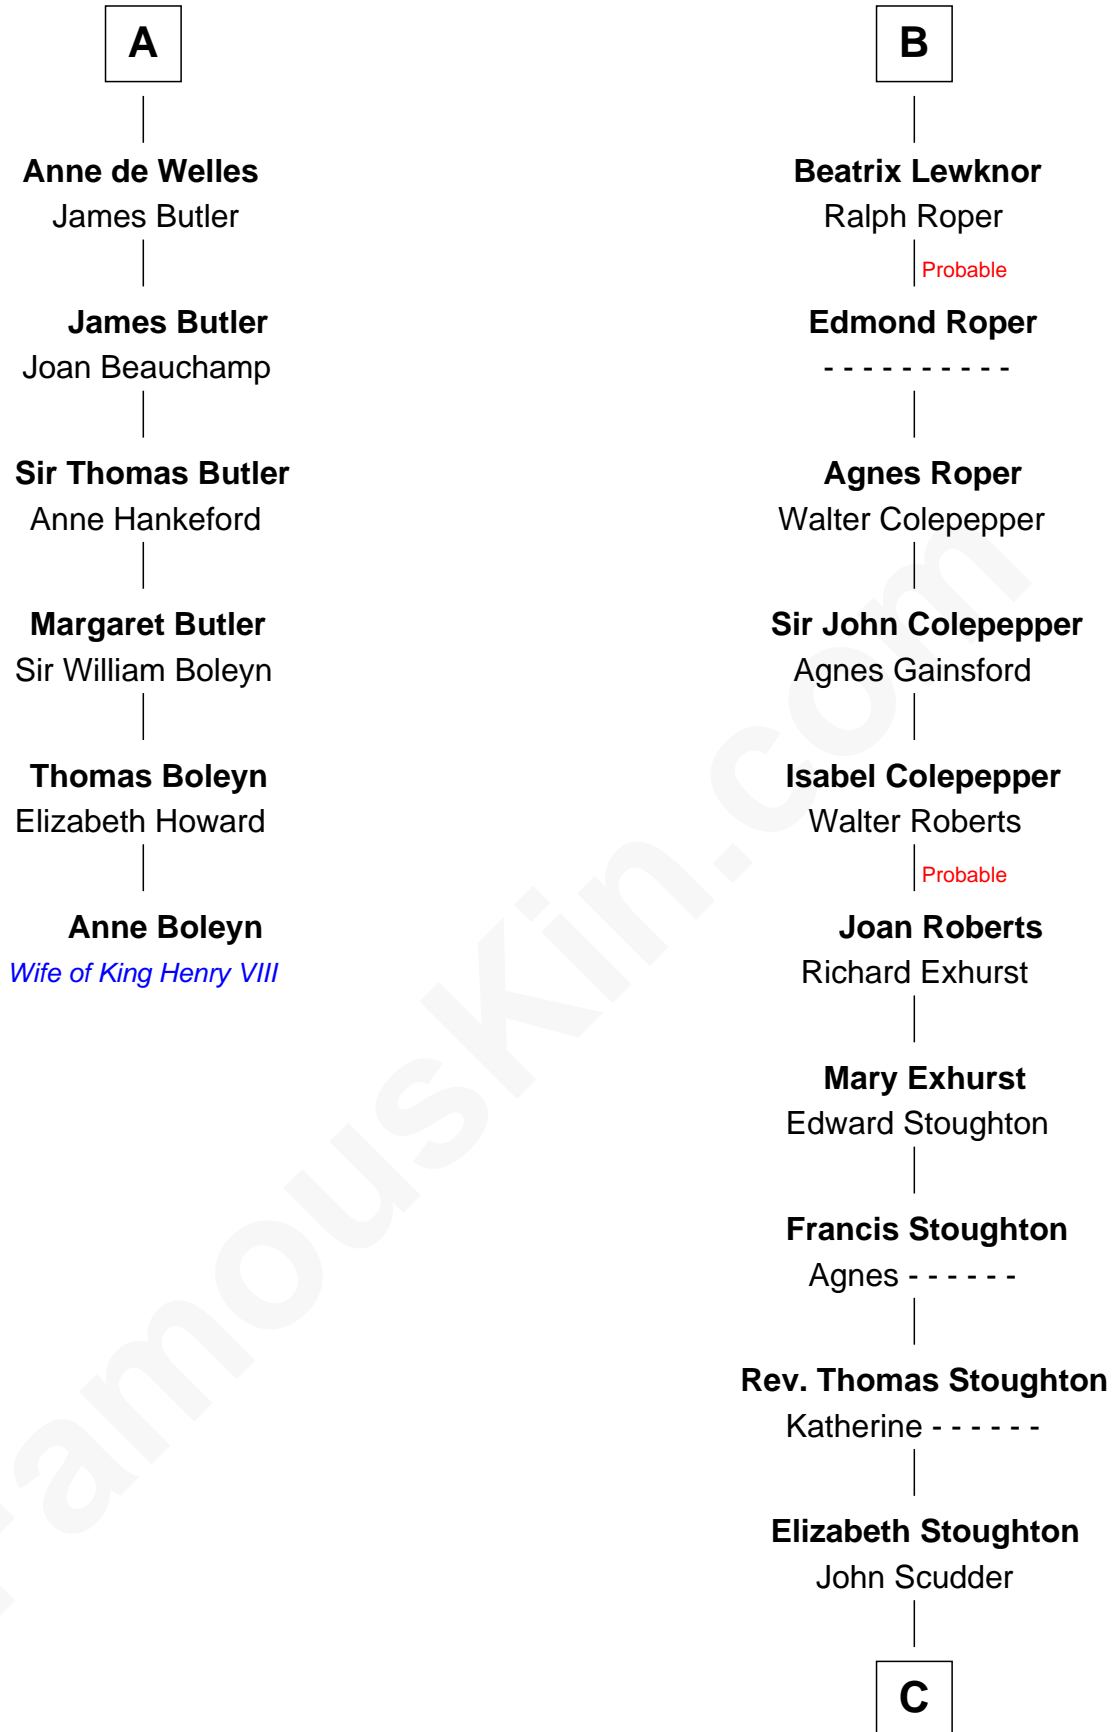 A
Anne de Welles
James Butler
James Butler
Joan Beauchamp
Sir Thomas Butler
Anne Hankeford
Margaret Butler
Sir William Boleyn
Thomas Boleyn
Elizabeth Howard
Anne Boleyn
Wife of King Henry VIII
B
Beatrix Lewknor
Ralph Roper
Probable
Edmond Roper
- - - - - - - - - -
Agnes Roper
Walter Colepepper
Sir John Colepepper
Agnes Gainsford
Isabel Colepepper
Walter Roberts
Probable
Joan Roberts
Richard Exhurst
Mary Exhurst
Edward Stoughton
Francis Stoughton
Agnes - - - - - -
Rev. Thomas Stoughton
Katherine - - - - - -
Elizabeth Stoughton
John Scudder
C
FamousKin.com